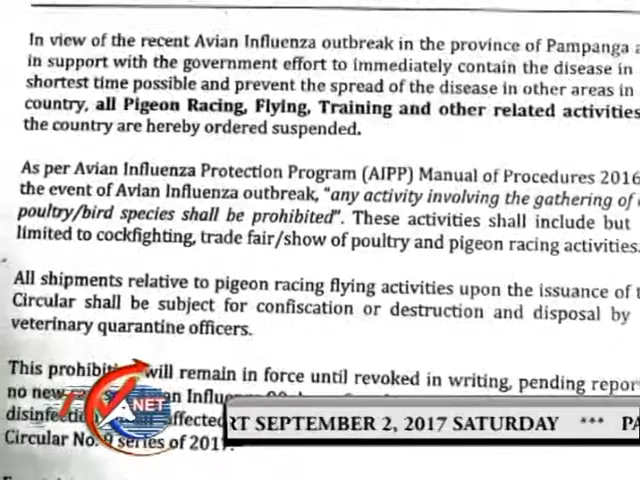 In view of the recent Avian Influenza outbreak in the province of Pampanga a
in support with the government effort to immediately contain the disease in
shortest time possible and prevent the spread of the disease in other areas in
country, all Pigeon Racing, Flying, Training and other related activities
the country are hereby ordered suspended.
As per Avian Influenza Protection Program (AIPP) Manual of Procedures 2016
the event of Avian Influenza outbreak, "any activity involving the gathering of
poultry/bird species shall be prohibited". These activities shall include but
limited to cockfighting, trade fair/show of poultry and pigeon racing activities.
All shipments relative to pigeon racing flying activities upon the issuance of t
Circular shall be subject for confiscation or destruction and disposal by
veterinary quarantine officers.
This will remain in force until revoked in writing, pending repor
no new Influ
disinfecti affected
Circular No. 9 series of 2017.
NET
RT SEPTEMBER 2, 2017 SATURDAY *** PA